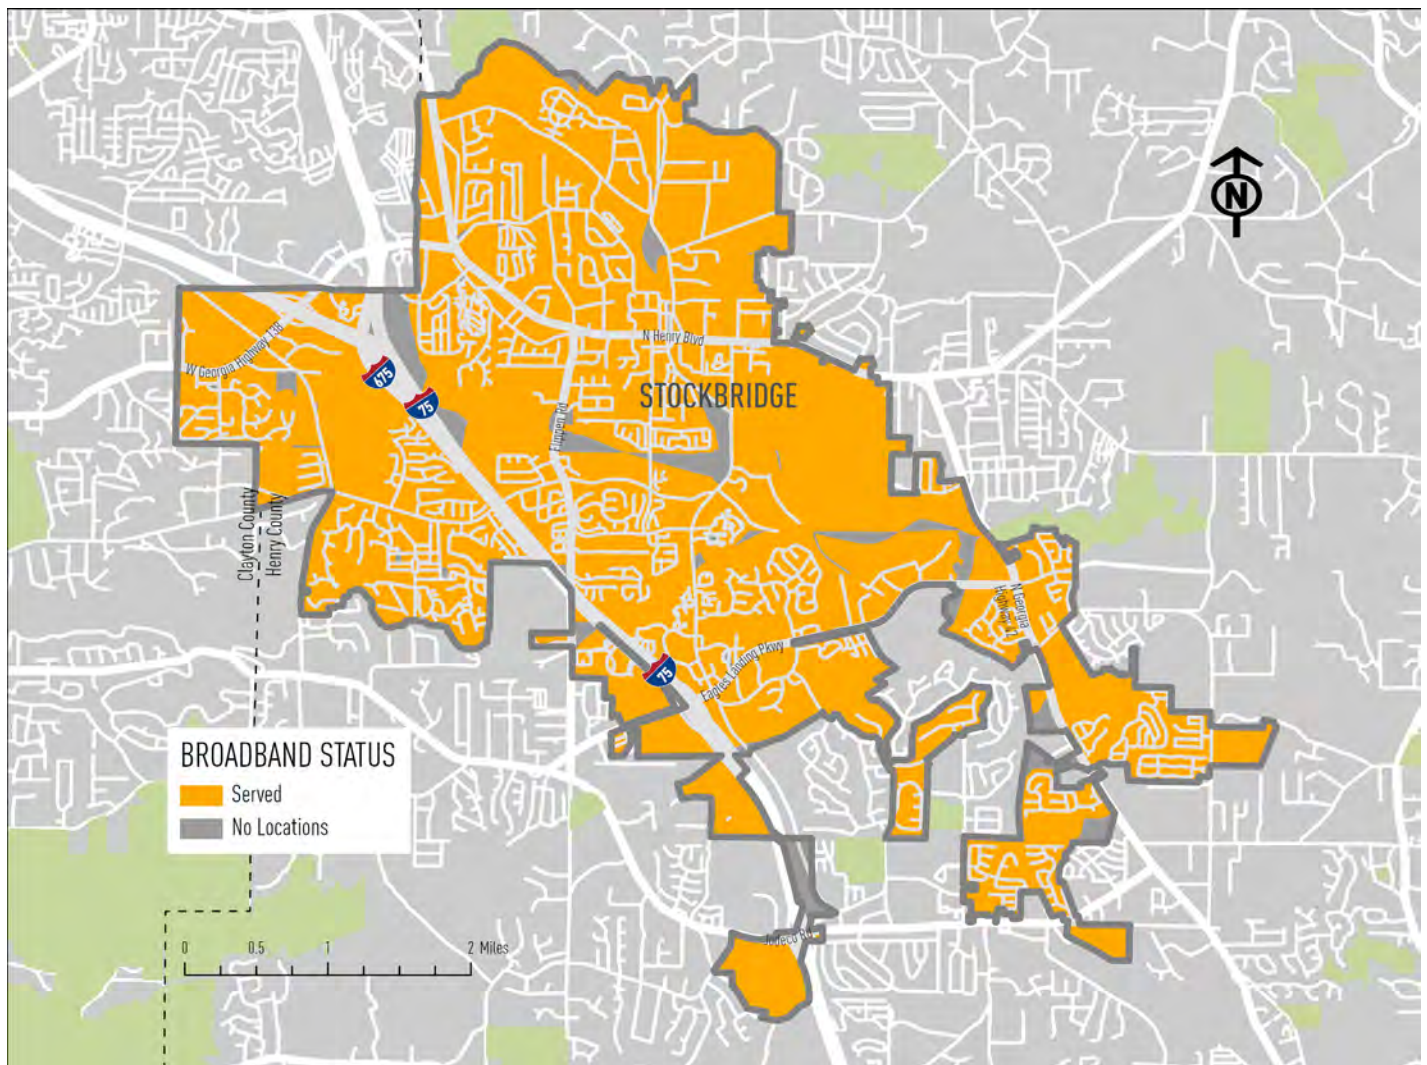 N
N Henry Blvd
W Georgia Highway 138
675
75
STOCKBRIDGE
Flippen Rd
Clayton County
Henry County
N Georgia
Highway 42
Eagles Landing Pkwy
75
BROADBAND STATUS
Served
No Locations
Jodeco Rd
0 0.5 1 2 Miles